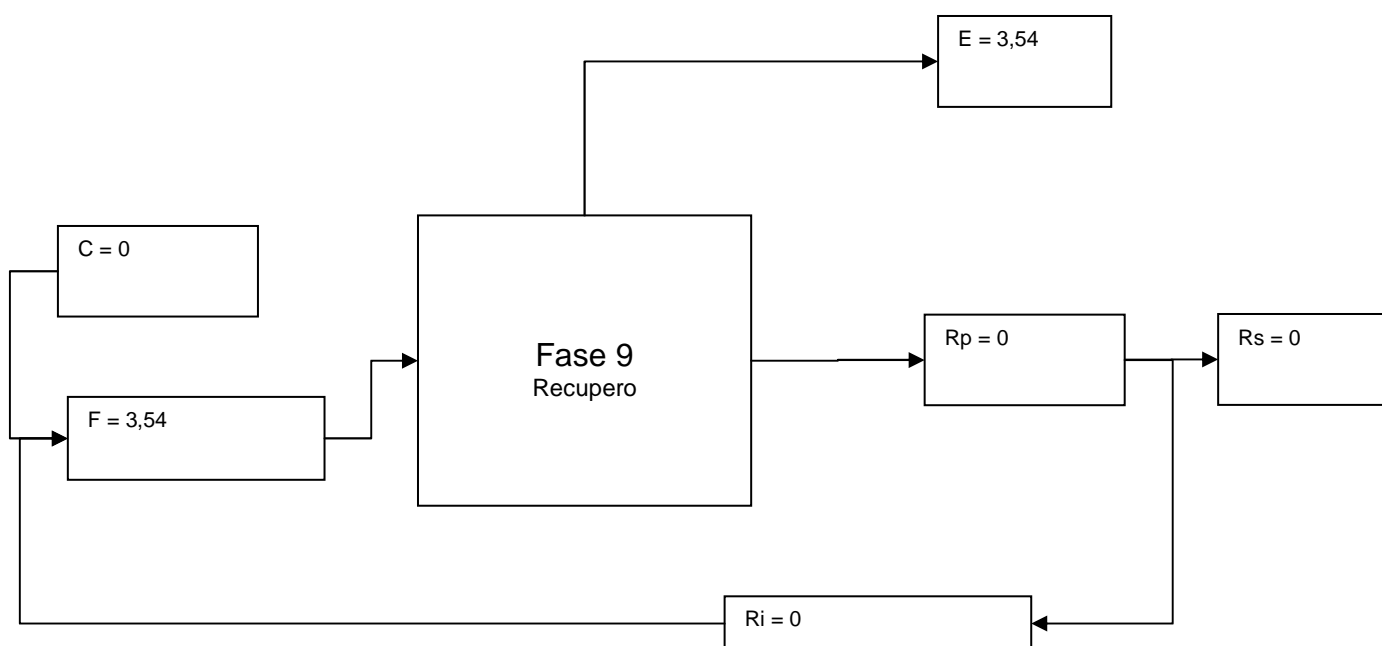 E = 3,54
C = 0
Fase 9
Recupero
Rp = 0
Rs = 0
F = 3,54
Ri = 0